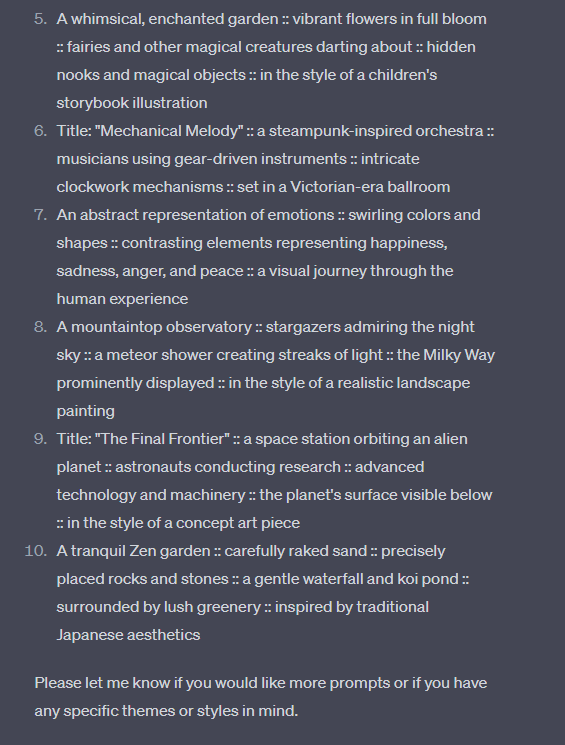 5. A whimsical, enchanted garden :: vibrant flowers in full bloom
:: fairies and other magical creatures darting about :: hidden
nooks and magical objects :: in the style of a children's
storybook illustration
6. Title: "Mechanical Melody" :: a steampunk-inspired orchestra ::
musicians using gear-driven instruments :: intricate
clockwork mechanisms :: set in a Victorian-era ballroom
7. An abstract representation of emotions :: swirling colors and
shapes :: contrasting elements representing happiness,
sadness, anger, and peace :: a visual journey through the
human experience
8. A mountaintop observatory :: stargazers admiring the night
sky :: a meteor shower creating streaks of light :: the Milky Way
prominently displayed :: in the style of a realistic landscape
painting
9. Title: "The Final Frontier" :: a space station orbiting an alien
planet :: astronauts conducting research :: advanced
technology and machinery :: the planet's surface visible below
:: in the style of a concept art piece
10. A tranquil Zen garden :: carefully raked sand :: precisely
placed rocks and stones :: a gentle waterfall and koi pond ::
surrounded by lush greenery :: inspired by traditional
Japanese aesthetics
Please let me know if you would like more prompts or if you have
any specific themes or styles in mind.